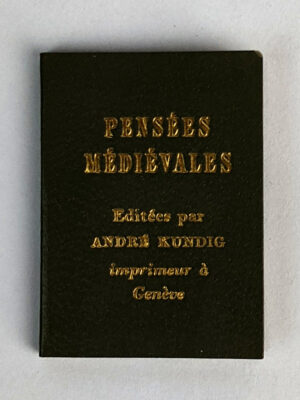 PENSÉES
MÉDIÉVALES
Editées par
ANDRÉ KUNDIG
imprimeur à
Genève